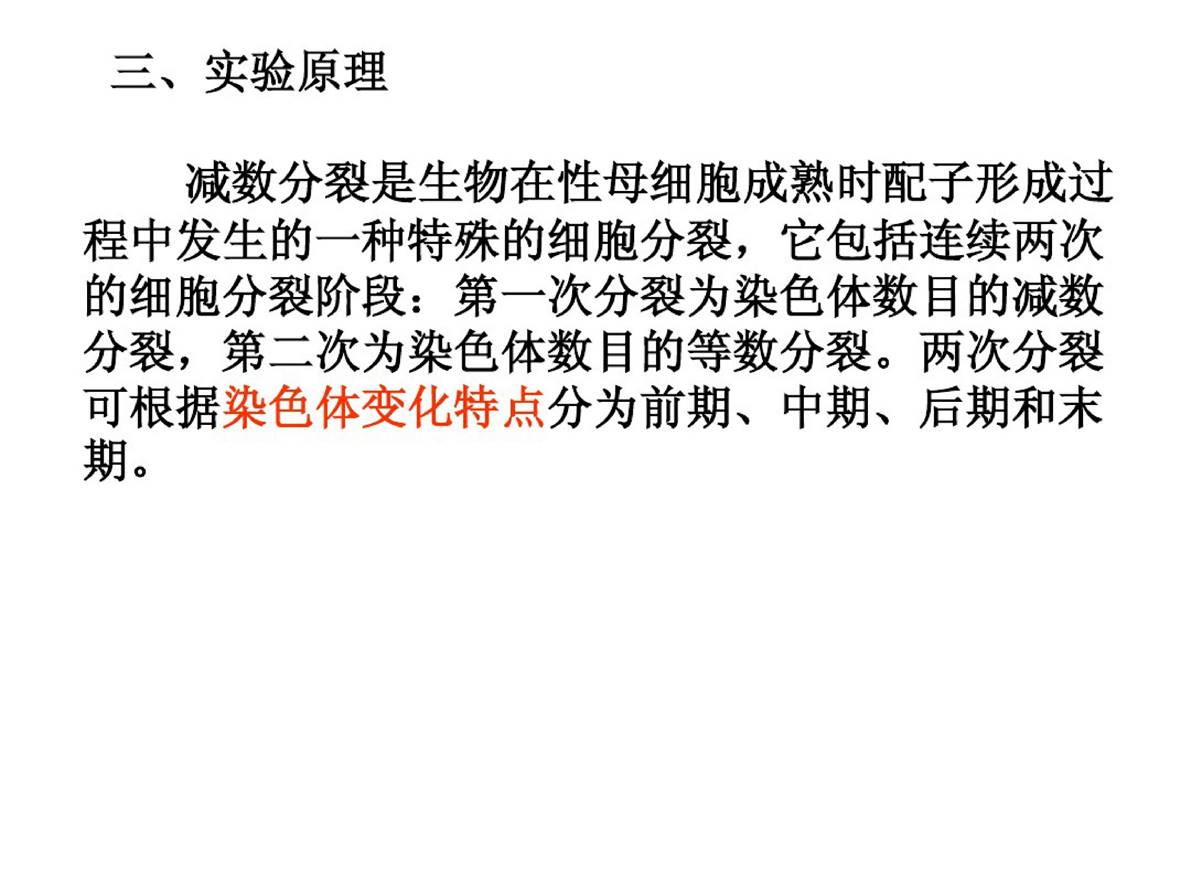 三、实验原理
减数分裂是生物在性母细胞成熟时配子形成过
程中发生的一种特殊的细胞分裂，它包括连续两次
的细胞分裂阶段：第一次分裂为染色体数目的减数
分裂，第二次为染色体数目的等数分裂。两次分裂
可根据染色体变化特点分为前期、中期、后期和末
期。